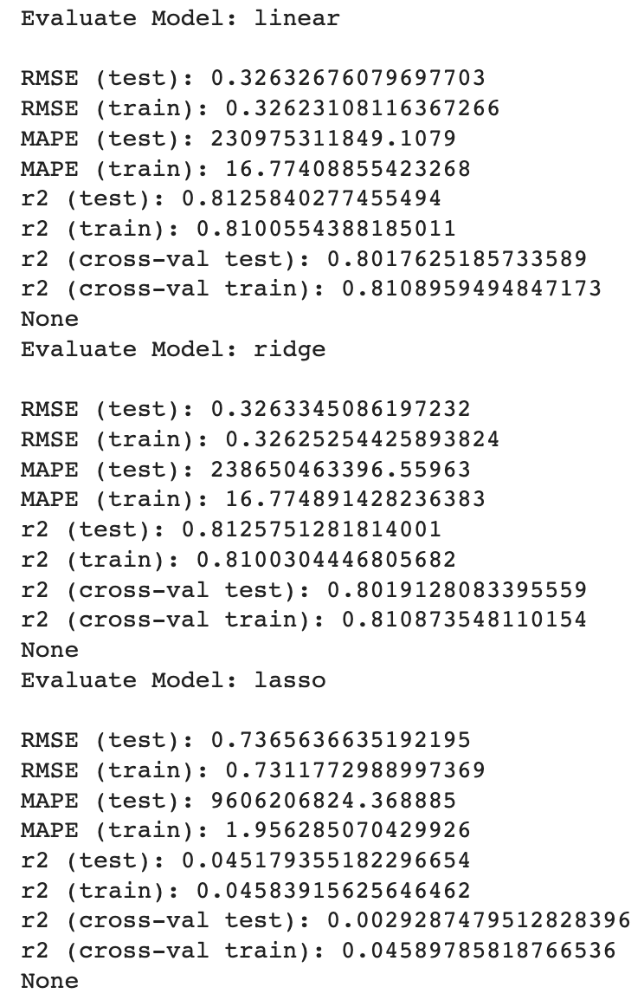 Evaluate Model: linear
RMSE (test): 0.32632676079697703
RMSE (train): 0.32623108116367266
MAPE (test): 230975311849.1079
MAPE (train): 16.77408855423268
r2 (test): 0.8125840277455494
r2 (train): 0.8100554388185011
r2 (cross-val test): 0.8017625185733589
r2 (cross-val train): 0.8108959494847173
None
Evaluate Model: ridge
RMSE (test): 0.3263345086197232
RMSE (train): 0.32625254425893824
MAPE (test): 238650463396.55963
MAPE (train): 16.774891428236383
r2 (test): 0.8125751281814001
r2 (train): 0.8100304446805682
r2 (cross-val test): 0.8019128083395559
r2 (cross-val train): 0.810873548110154
None
Evaluate Model: lasso
RMSE (test): 0.7365636635192195
RMSE (train): 0.7311772988997369
MAPE (test): 9606206824.368885
MAPE (train): 1.956285070429926
r2 (test): 0.045179355182296654
r2 (train): 0.04583915625646462
r2 (cross-val test): 0.0029287479512828396
r2 (cross-val train): 0.04589785818766536
None